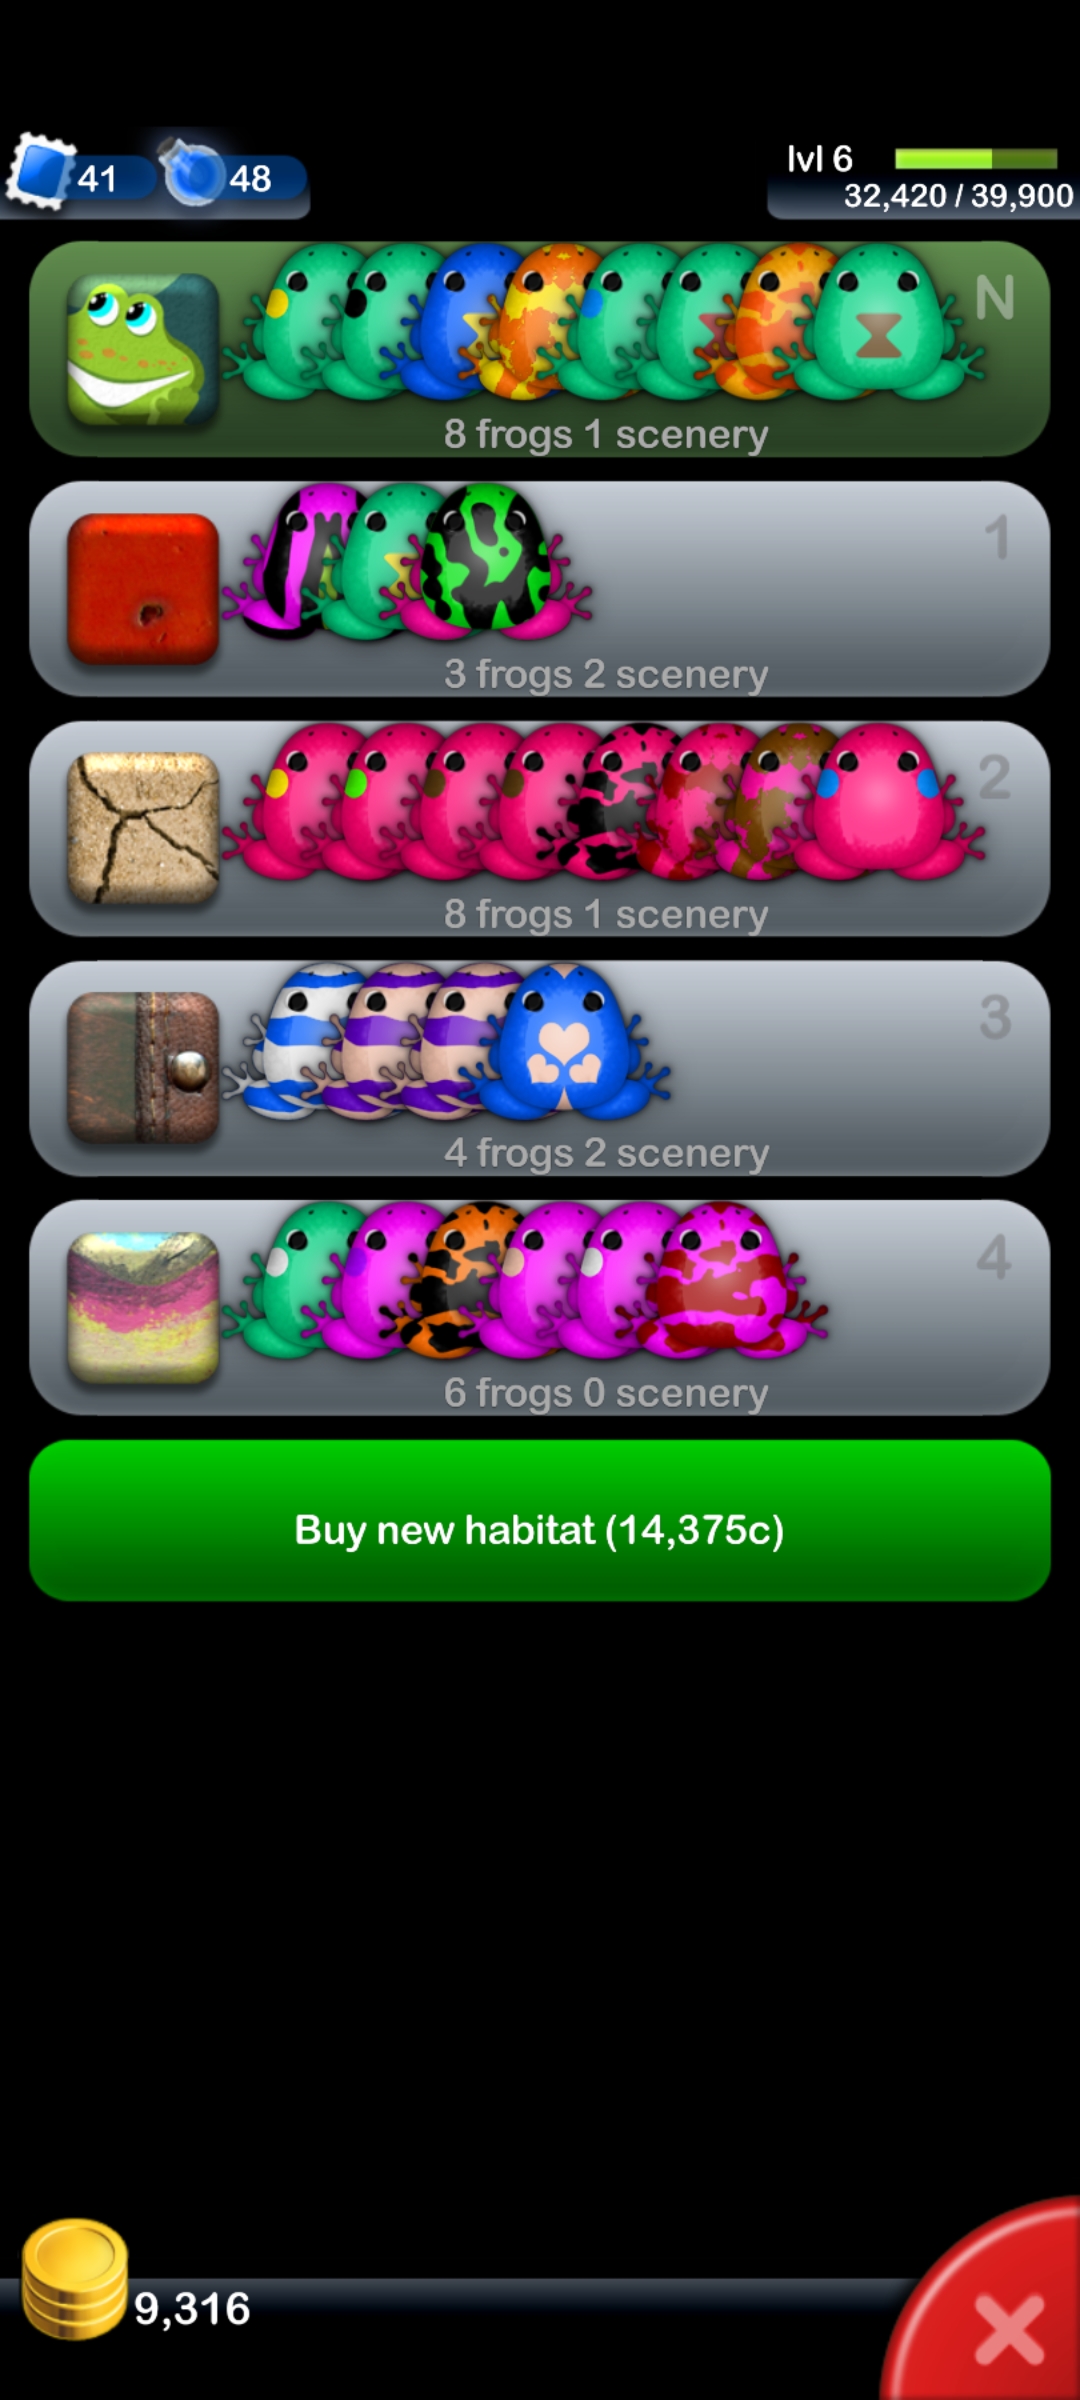 41
48
lvl 6
32,420 / 39,900
N
8 frogs 1 scenery
1
3 frogs 2 scenery
2
8 frogs 1 scenery
3
4 frogs 2 scenery
4
6 frogs 0 scenery
Buy new habitat (14,375c)
9,316